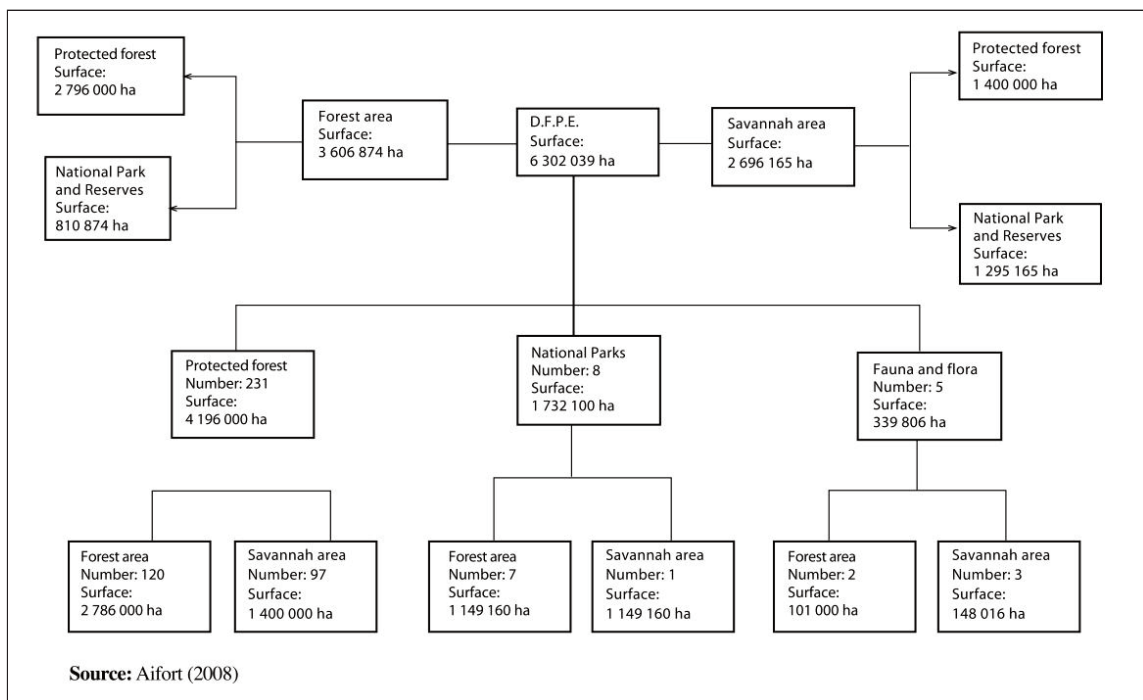 Protected forest
Surface:
2 796 000 ha
National Park
and Reserves
Surface:
810 874 ha
Forest area
Surface:
3 606 874 ha
D.F.P.E.
Surface:
6 302 039 ha
Savannah area
Surface:
2 696 165 ha
Protected forest
Surface:
1 400 000 ha
National Park
and Reserves
Surface:
1 295 165 ha
Protected forest
Number: 231
Surface:
4 196 000 ha
National Parks
Number: 8
Surface:
1 732 100 ha
Fauna and flora
Number: 5
Surface:
339 806 ha
Forest area
Number: 120
Surface:
2 786 000 ha
Savannah area
Number: 97
Surface:
1 400 000 ha
Forest area
Number: 7
Surface:
1 149 160 ha
Savannah area
Number: 1
Surface:
1 149 160 ha
Forest area
Number: 2
Surface:
101 000 ha
Savannah area
Number: 3
Surface:
148 016 ha
Source: Aifort (2008)